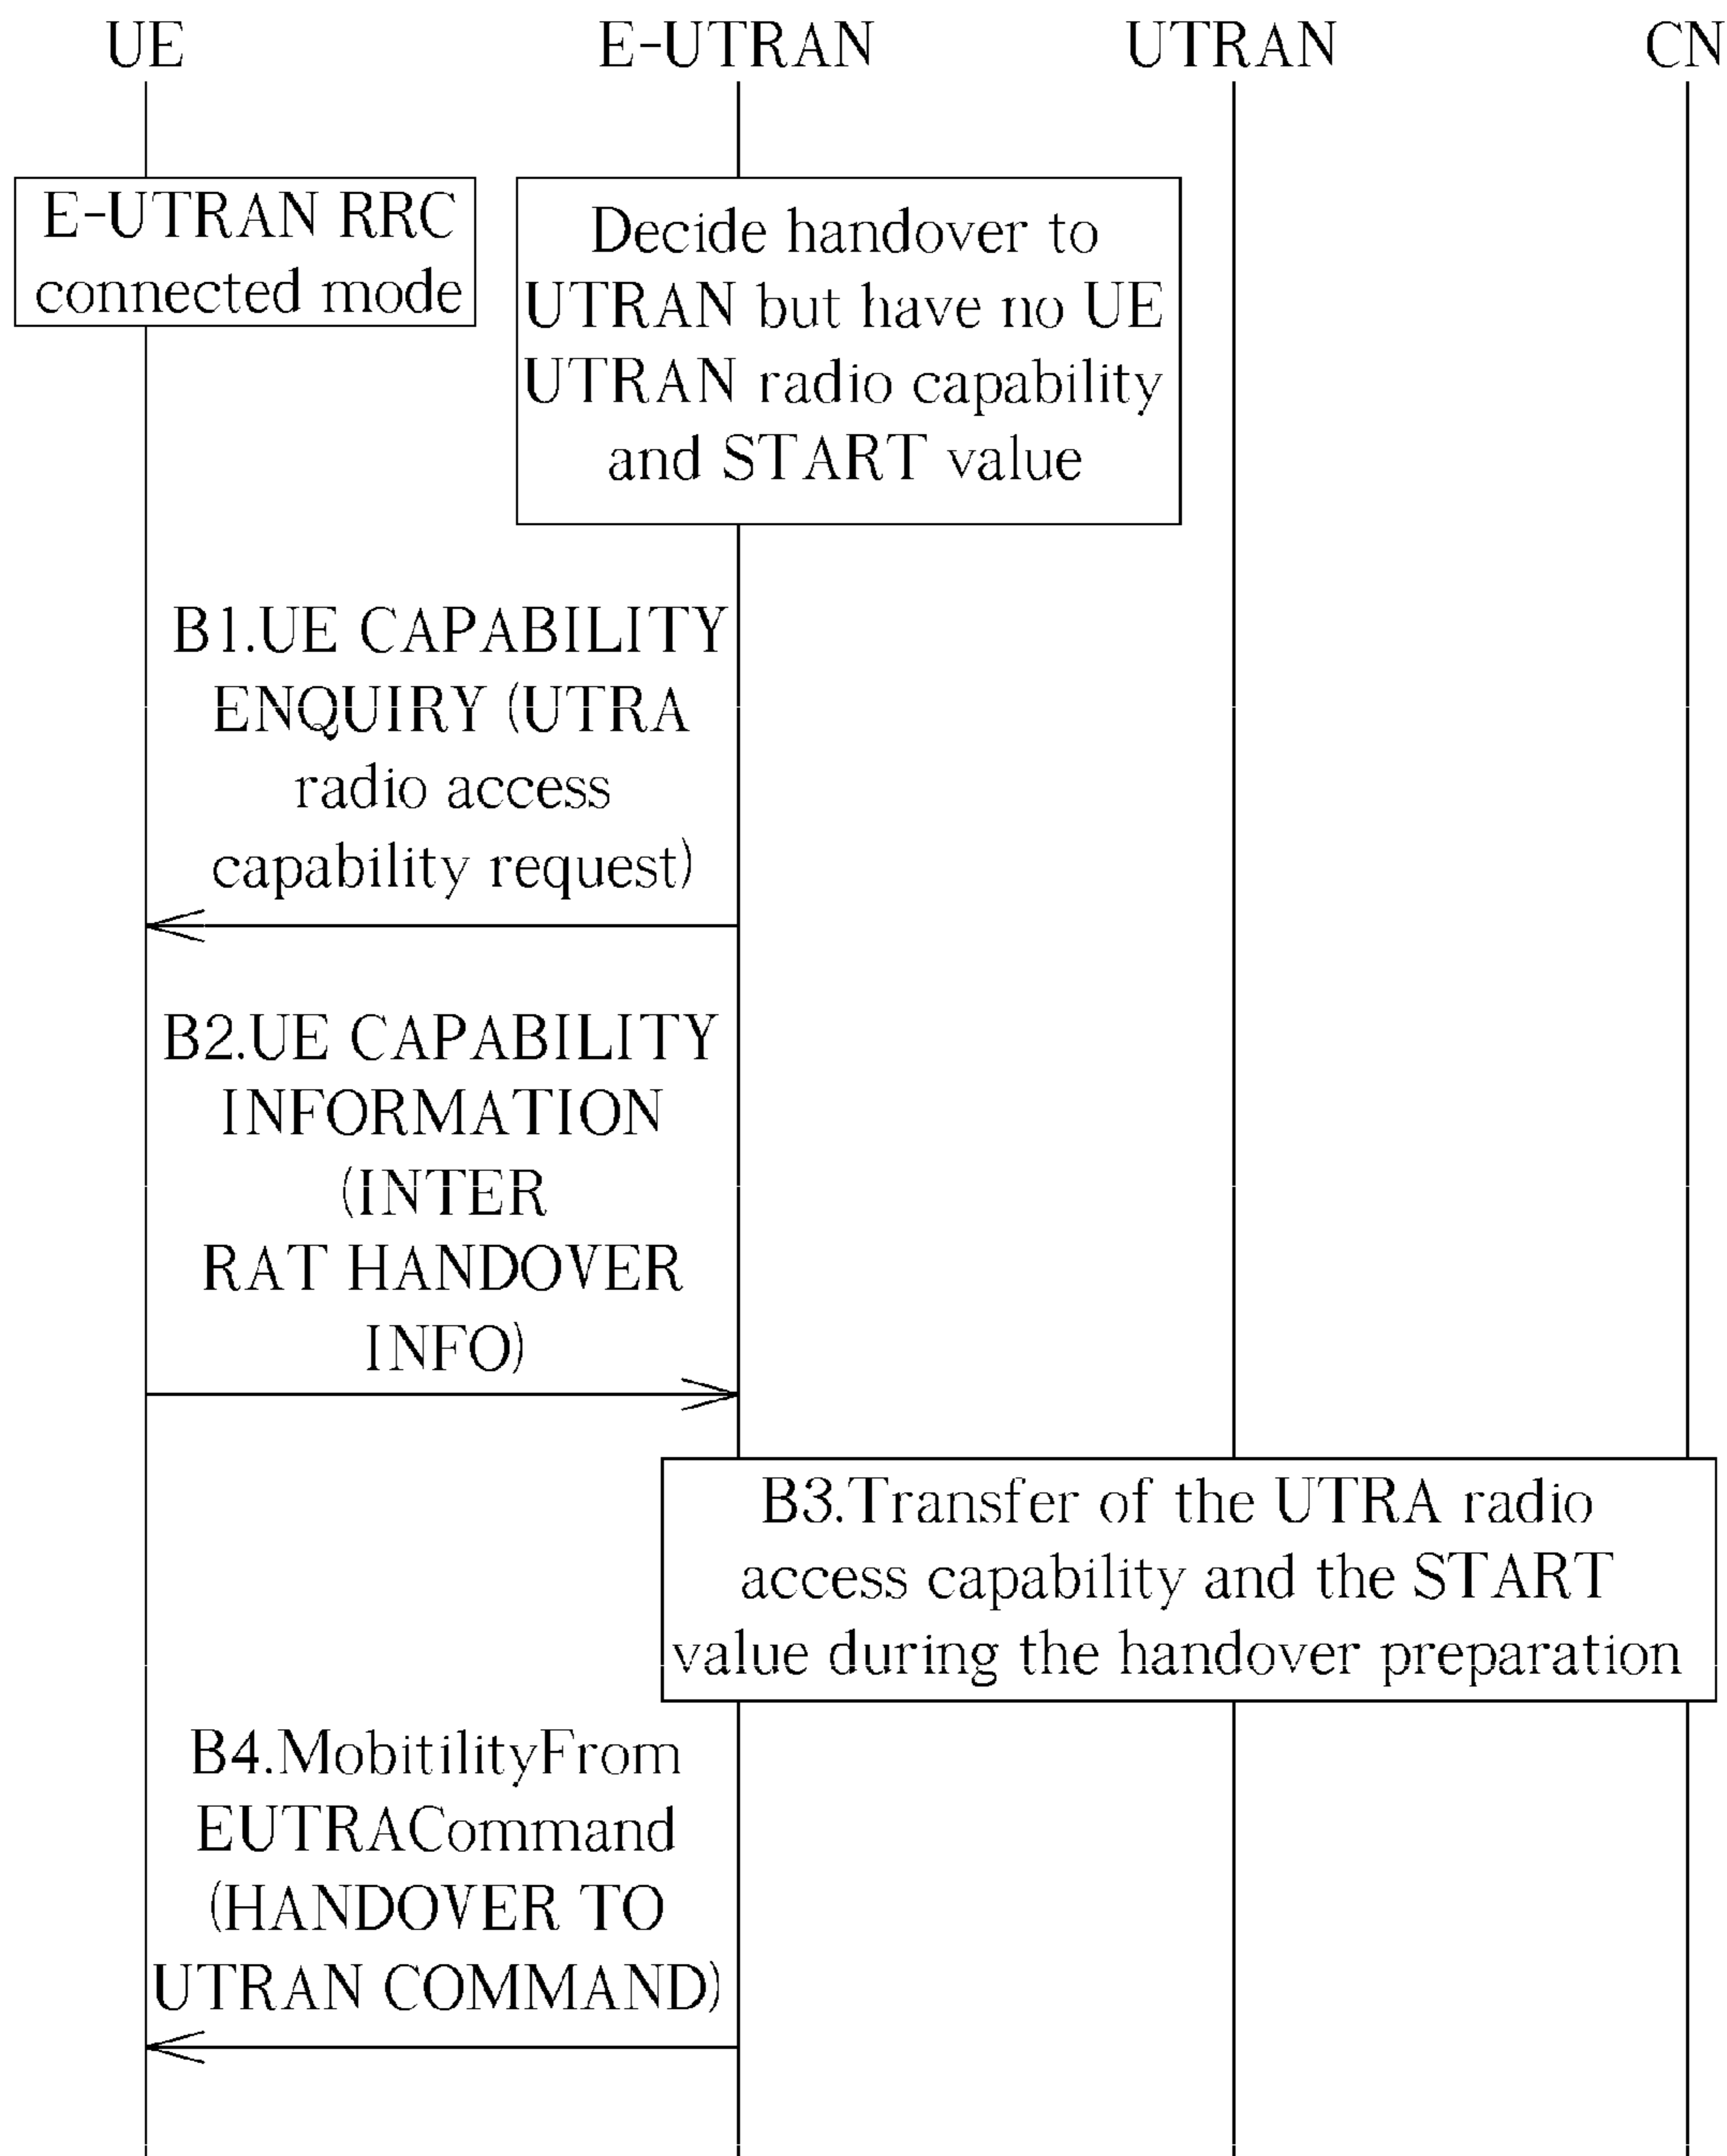 UE E-UTRAN UTRAN CN
E-UTRAN RRC
connected mode
Decide handover to
UTRAN but have no UE
UTRAN radio capability
and START value
B1.UE CAPABILITY
ENQUIRY (UTRA
radio access
capability request)
B2.UE CAPABILITY
INFORMATION
(INTER
RAT HANDOVER
INFO)
B3.Transfer of the UTRA radio
access capability and the START
value during the handover preparation
B4.MobitilityFrom
EUTRACommand
(HANDOVER TO
UTRAN COMMAND)